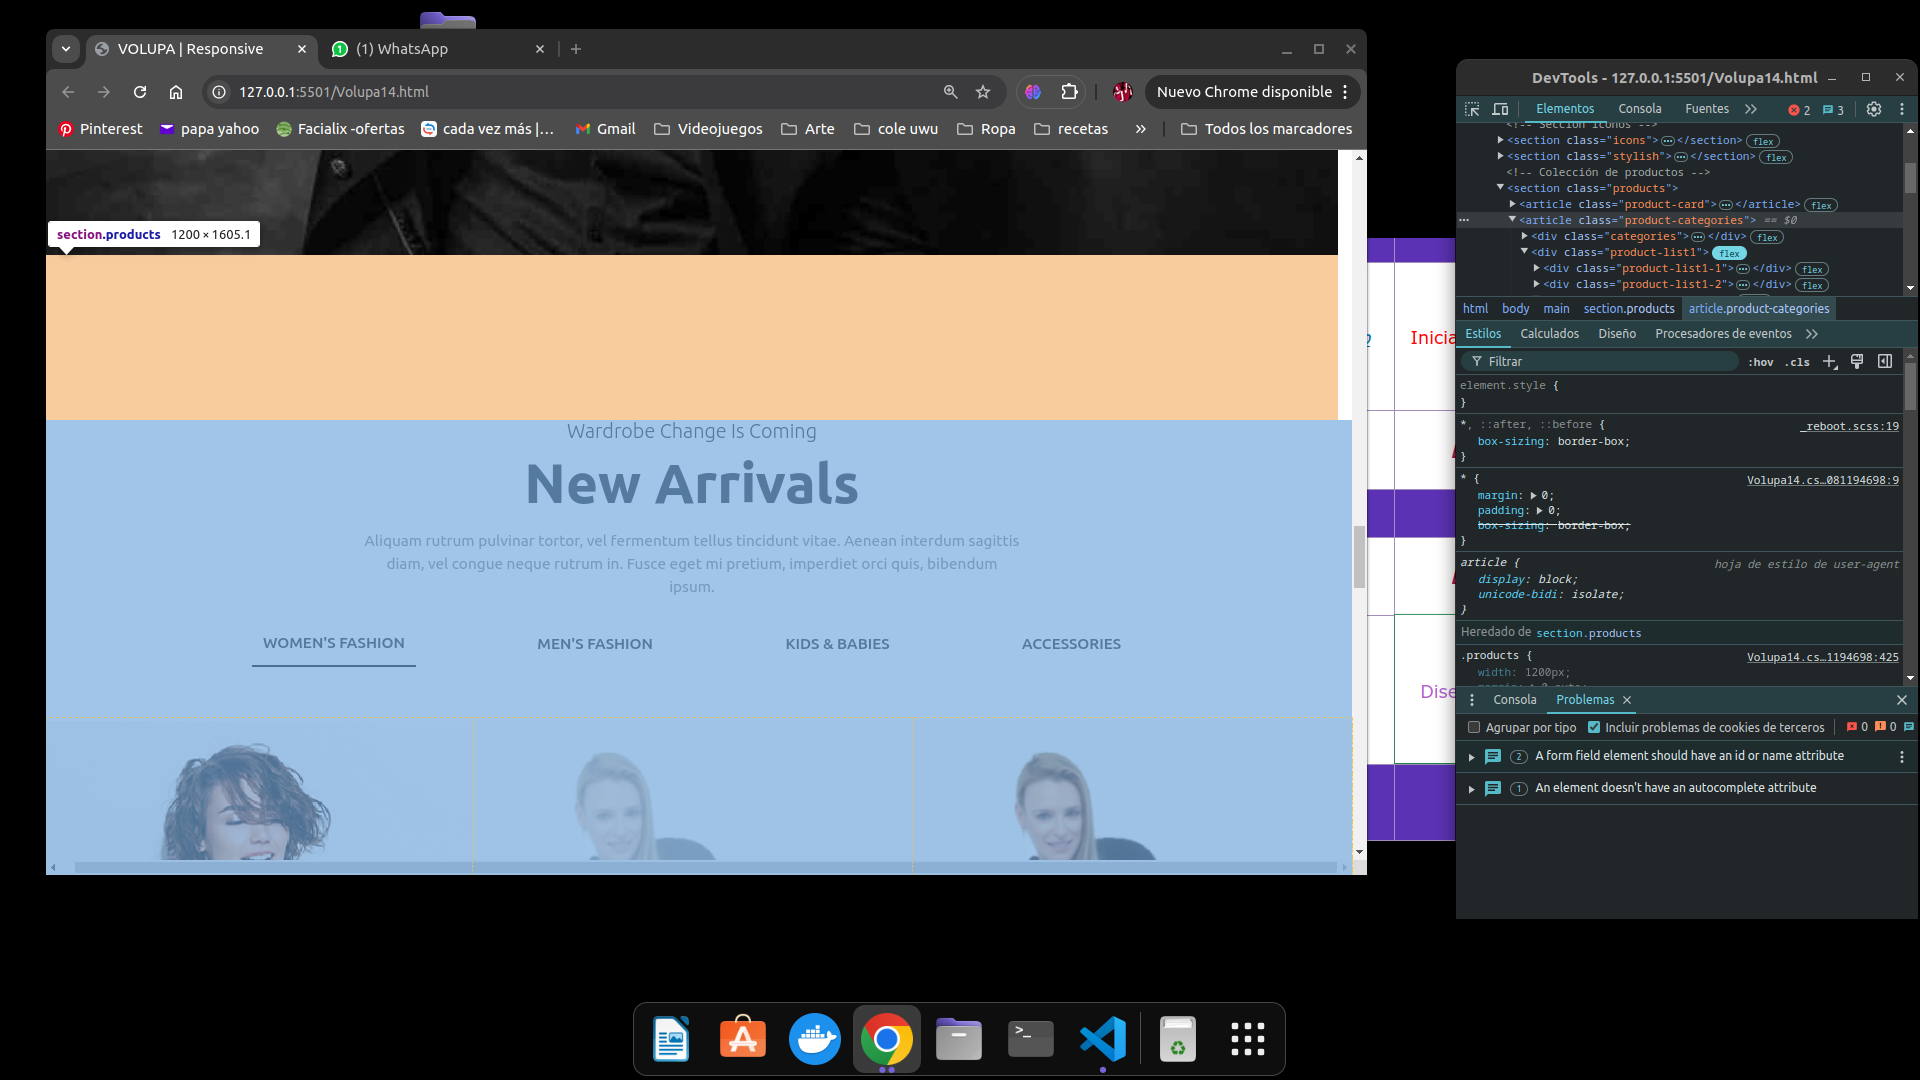 VOLUPA | Responsive
(1) WhatsApp
127.0.0.1:5501/Volupa14.html
Nuevo Chrome disponible
Pinterest
papa yahoo
Facialix -ofertas
cada vez más |...
Gmail
Videojuegos
Arte
cole uwu
Ropa
recetas
»
Todos los marcadores
section.products 1200 × 1605.1
Wardrobe Change Is Coming
New Arrivals
Aliquam rutrum pulvinar tortor, vel fermentum tellus tincidunt vitae. Aenean interdum sagittis
diam, vel congue neque rutrum in. Fusce eget mi pretium, imperdiet orci quis, bibendum
ipsum.
WOMEN'S FASHION
MEN'S FASHION
KIDS & BABIES
ACCESSORIES
Inicia
Dise
DevTools - 127.0.0.1:5501/Volupa14.html
Elementos
Consola
Fuentes
»
2
3
<!-- Sección iconos -->
<section class="icons">…</section> flex
<section class="stylish">…</section> flex
<!-- Colección de productos -->
<section class="products">
<article class="product-card">…</article> flex
<article class="product-categories"> == $0
<div class="categories">…</div> flex
<div class="product-list1"> flex
<div class="product-list1-1">…</div> flex
<div class="product-list1-2">…</div> flex
html body main section.products article.product-categories
Estilos
Calculados
Diseño
Procesadores de eventos
»
Filtrar
:hov .cls
element.style {
}
*, ::after, ::before { _reboot.scss:19
box-sizing: border-box;
}
* { Volupa14.cs…081194698:9
margin: 0;
padding: 0;
box-sizing: border-box;
}
article { hoja de estilo de user-agent
display: block;
unicode-bidi: isolate;
}
Heredado de section.products
.products { Volupa14.cs…1194698:425
width: 1200px;
Consola
Problemas
Agrupar por tipo
Incluir problemas de cookies de terceros
0
0
2 A form field element should have an id or name attribute
1 An element doesn't have an autocomplete attribute